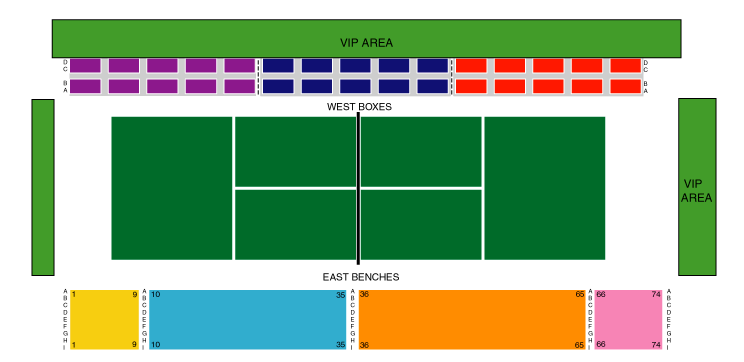 VIP AREA
D
C
B
A
D
C
B
A
WEST BOXES
VIP
AREA
EAST BENCHES
A
B
C
D
E
F
G
H
I
1 9
1 9
A
B
C
D
E
F
G
H
I
10 35
10 35
A
B
C
D
E
F
G
H
I
36 65
36 65
A
B
C
D
E
F
G
H
I
66 74
66 74
A
B
C
D
E
F
G
H
I